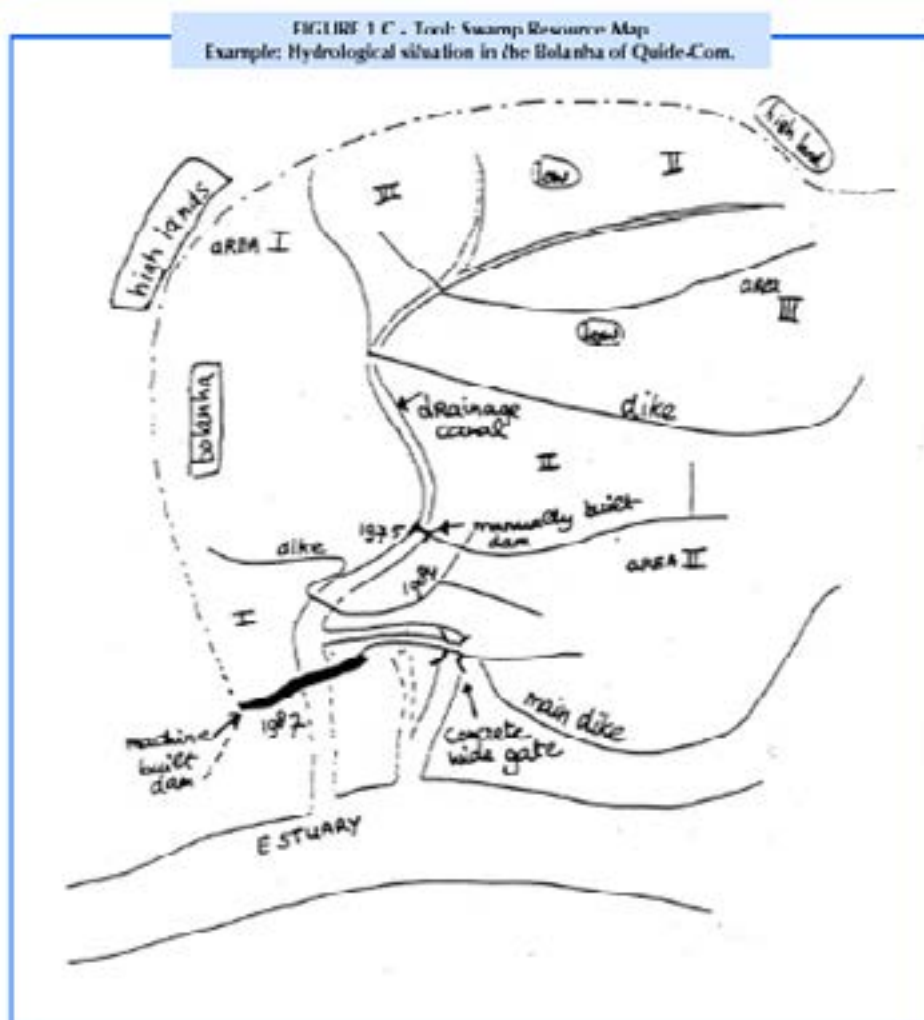 FIGURE 1.C - Tool: Swamp Resource Map
Example: Hydrological situation in the Bolanha of Quide-Com.
high land
high lands
III
low
II
AREA I
area
III
low
bolanha
dike
drainage
canal
II
1975
manually built
dam
dike
1984
AREA II
I
main dike
1987
machine
built
dam
concrete
tide gate
ESTUARY